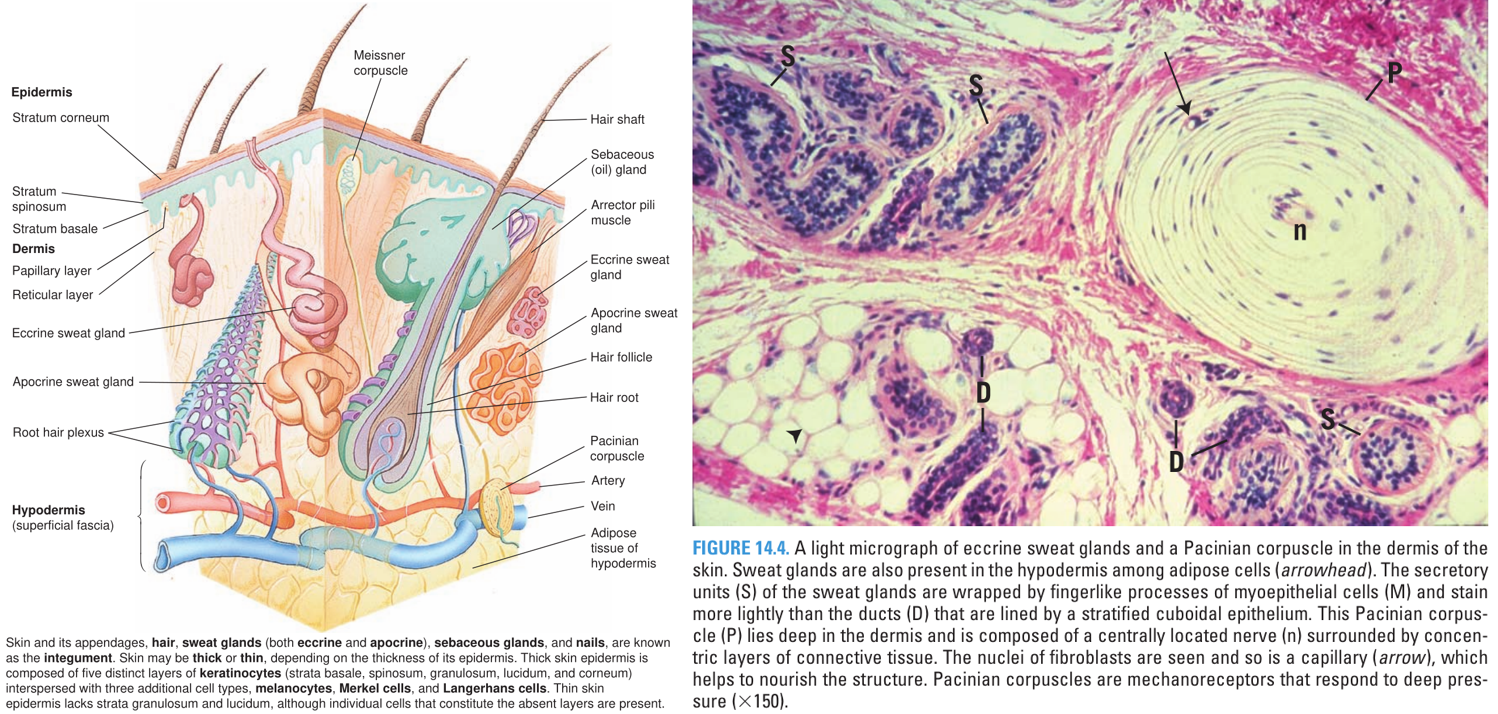 Epidermis
Stratum corneum
Stratum
spinosum
Stratum basale
Dermis
Papillary layer
Reticular layer
Eccrine sweat gland
Apocrine sweat gland
Root hair plexus
Hypodermis
(superficial fascia)
Meissner
corpuscle
Hair shaft
Sebaceous
(oil) gland
Arrector pili
muscle
Eccrine sweat
gland
Apocrine sweat
gland
Hair follicle
Hair root
Pacinian
corpuscle
Artery
Vein
Adipose
tissue of
hypodermis
Skin and its appendages, hair, sweat glands (both eccrine and apocrine), sebaceous glands, and nails, are known
as the integument. Skin may be thick or thin, depending on the thickness of its epidermis. Thick skin epidermis is
composed of five distinct layers of keratinocytes (strata basale, spinosum, granulosum, lucidum, and corneum)
interspersed with three additional cell types, melanocytes, Merkel cells, and Langerhans cells. Thin skin
epidermis lacks strata granulosum and lucidum, although individual cells that constitute the absent layers are present.
S
S
P
n
D
D
S
FIGURE 14.4. A light micrograph of eccrine sweat glands and a Pacinian corpuscle in the dermis of the
skin. Sweat glands are also present in the hypodermis among adipose cells (arrowhead). The secretory
units (S) of the sweat glands are wrapped by fingerlike processes of myoepithelial cells (M) and stain
more lightly than the ducts (D) that are lined by a stratified cuboidal epithelium. This Pacinian corpus-
cle (P) lies deep in the dermis and is composed of a centrally located nerve (n) surrounded by concen-
tric layers of connective tissue. The nuclei of fibroblasts are seen and so is a capillary (arrow), which
helps to nourish the structure. Pacinian corpuscles are mechanoreceptors that respond to deep pres-
sure (×150).